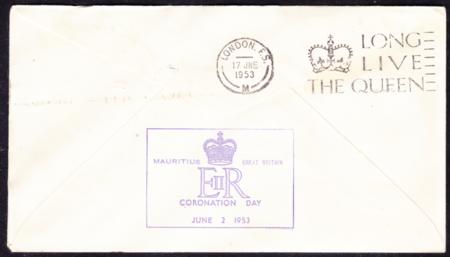 LONDON. F.S.
17 JNE
1953
M
LONG
LIVE
THE QUEEN
MAURITIUS GREAT BRITAIN
EIIR
CORONATION DAY
JUNE 2 1953